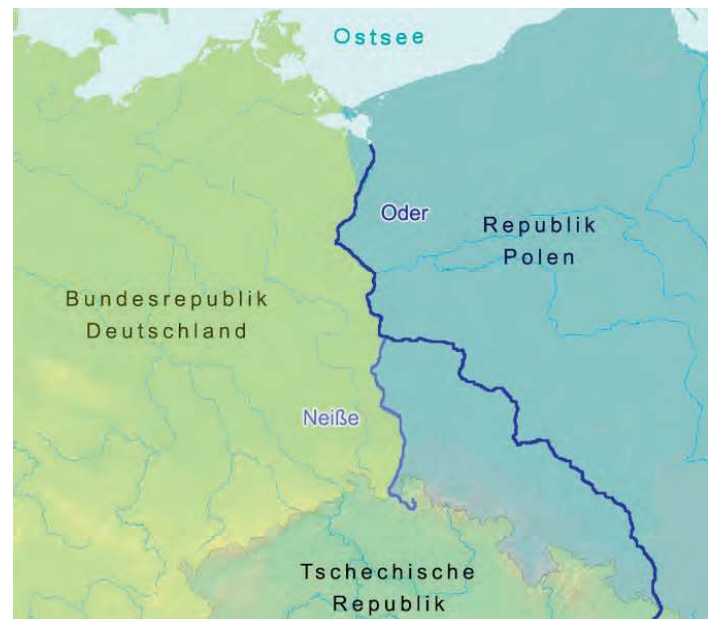 Ostsee
Oder
Republik
Polen
Bundesrepublik
Deutschland
Neiße
Tschechische
Republik